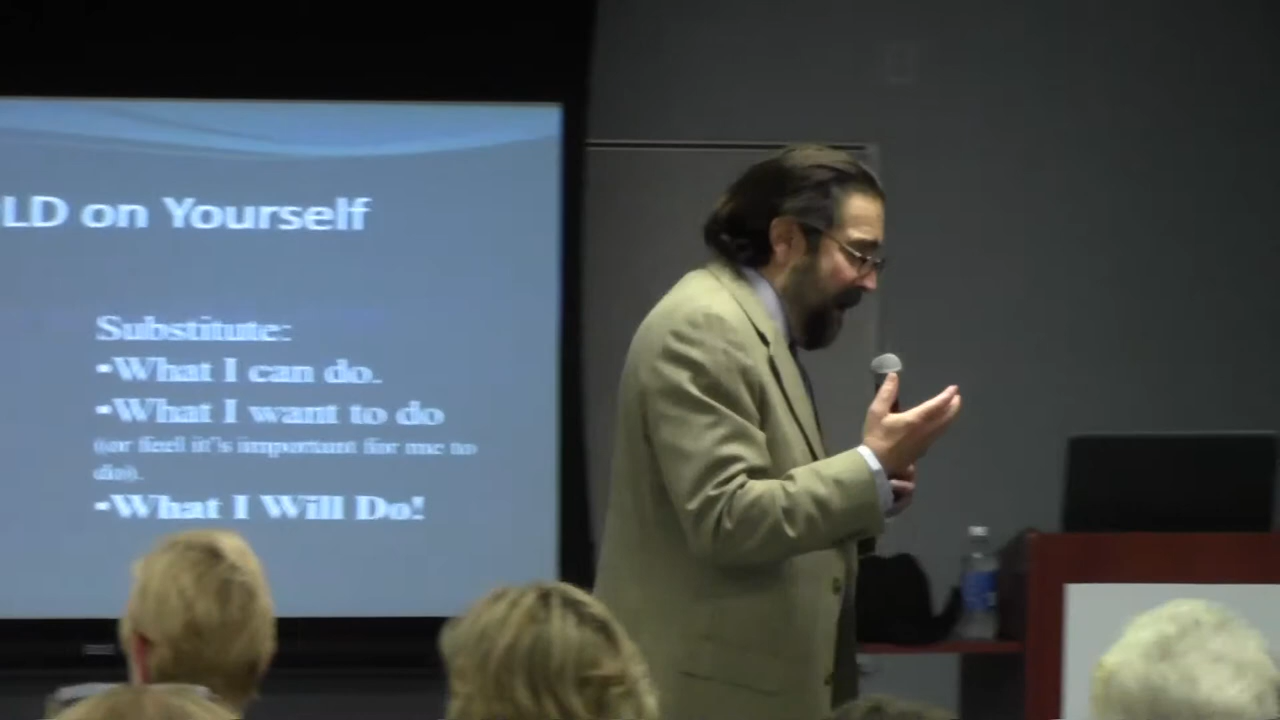 LD on Yourself
Substitute:
•What I can do.
•What I want to do
(or feel it's important for me to
do).
•What I Will Do!